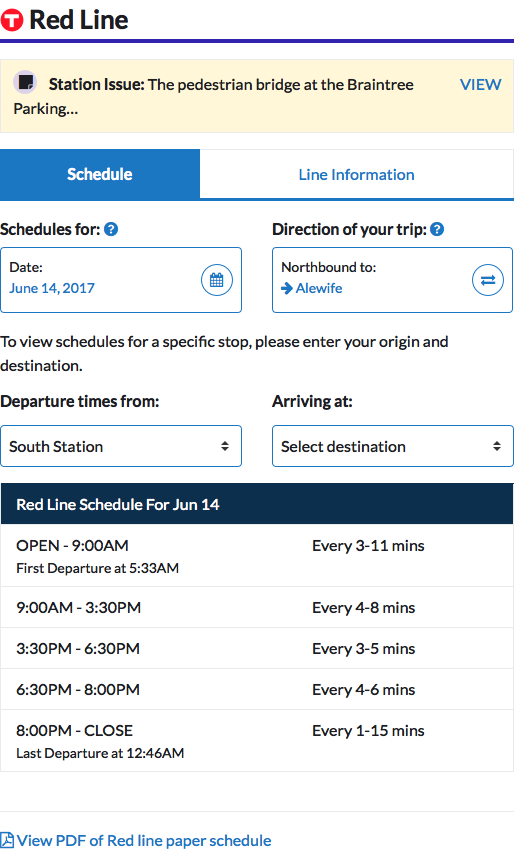 T Red Line
Station Issue: The pedestrian bridge at the Braintree VIEW
Parking...
Schedule Line Information
Schedules for: ? Direction of your trip: ?
Date: Northbound to:
June 14, 2017 Alewife
To view schedules for a specific stop, please enter your origin and
destination.
Departure times from: Arriving at:
South Station Select destination
Red Line Schedule For Jun 14
OPEN - 9:00AM Every 3-11 mins
First Departure at 5:33AM
9:00AM - 3:30PM Every 4-8 mins
3:30PM - 6:30PM Every 3-5 mins
6:30PM - 8:00PM Every 4-6 mins
8:00PM - CLOSE Every 1-15 mins
Last Departure at 12:46AM
View PDF of Red line paper schedule